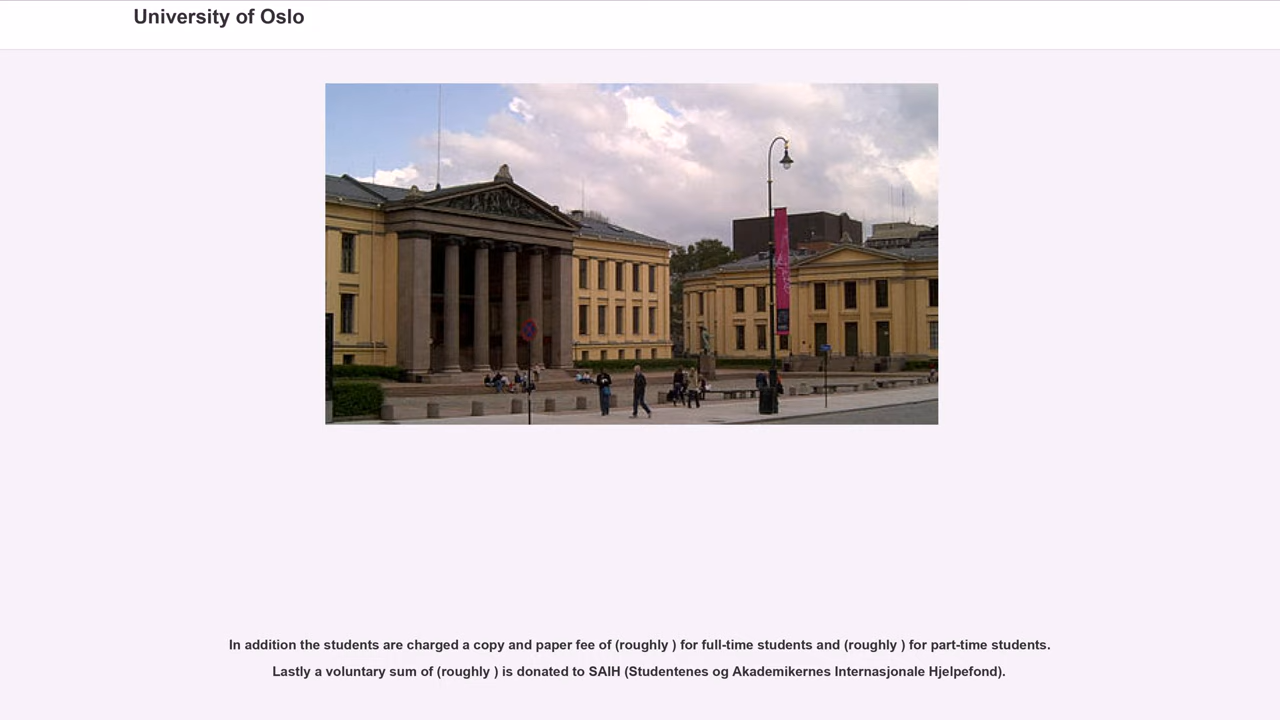 University of Oslo
In addition the students are charged a copy and paper fee of (roughly ) for full-time students and (roughly ) for part-time students.
Lastly a voluntary sum of (roughly ) is donated to SAIH (Studentenes og Akademikernes Internasjonale Hjelpefond).